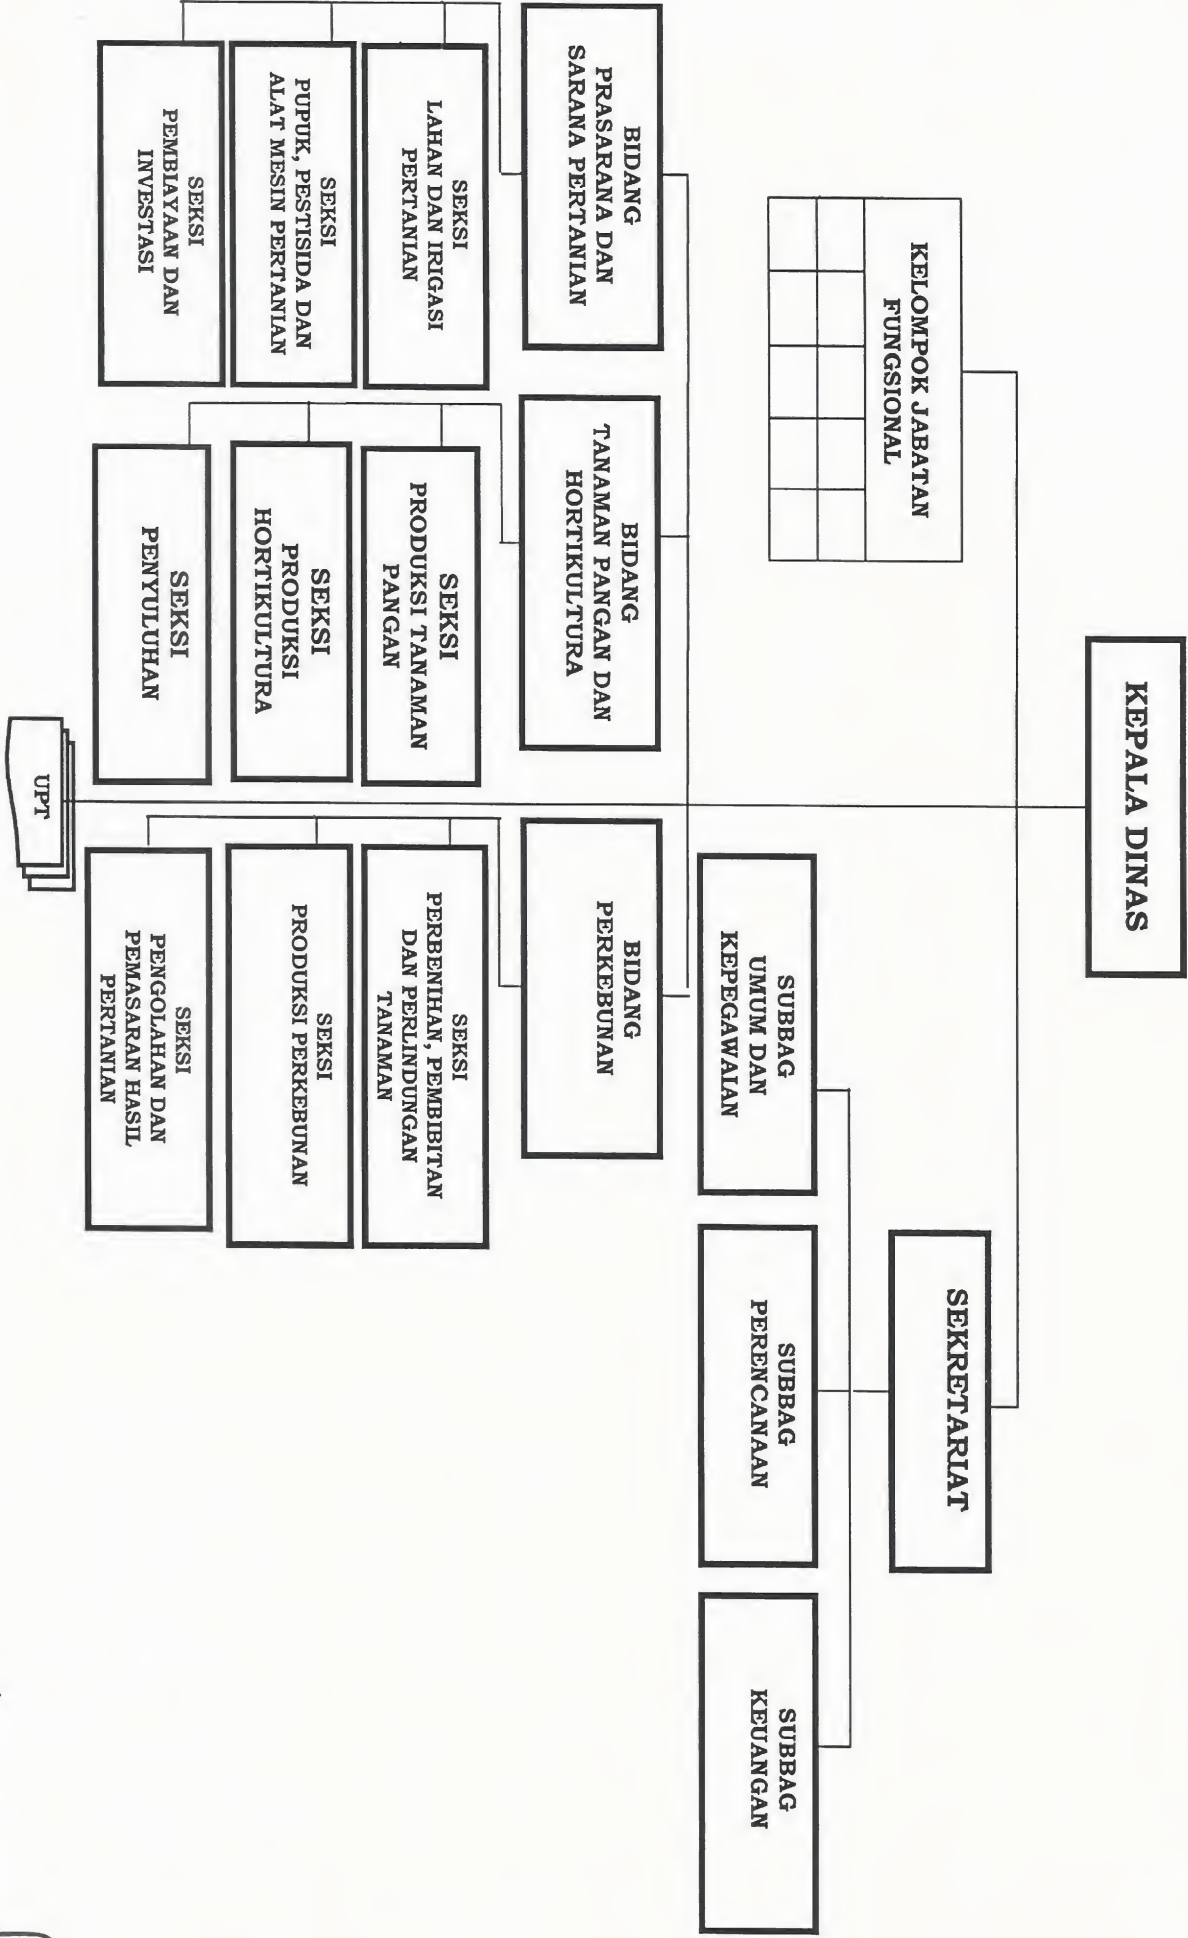 KEPALA DINAS
KELOMPOK JABATAN
FUNGSIONAL
SEKRETARIAT
SUBBAG
UMUM DAN
KEPEGAWAIAN
SUBBAG
PERENCANAAN
SUBBAG
KEUANGAN
BIDANG
PRASARANA DAN
SARANA PERTANIAN
BIDANG
TANAMAN PANGAN DAN
HORTIKULTURA
BIDANG
PERKEBUNAN
SEKSI
LAHAN DAN IRIGASI
PERTANIAN
SEKSI
PRODUKSI TANAMAN
PANGAN
SEKSI
PERBENIHAN, PEMBIBITAN
DAN PERLINDUNGAN
TANAMAN
SEKSI
PUPUK, PESTISIDA DAN
ALAT MESIN PERTANIAN
SEKSI
PRODUKSI
HORTIKULTURA
SEKSI
PRODUKSI PERKEBUNAN
SEKSI
PEMBIAYAAN DAN
INVESTASI
SEKSI
PENYULUHAN
SEKSI
PENGOLAHAN DAN
PEMASARAN HASIL
PERTANIAN
UPT